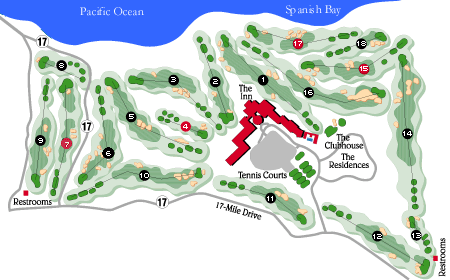 Pacific Ocean
Spanish Bay
17
17
18
8
3
2
1
15
16
The
Inn
17
5
4
14
9
7
6
The
Clubhouse
The
Residences
10
Tennis Courts
Restrooms
17
11
17-Mile Drive
12
13
Restrooms